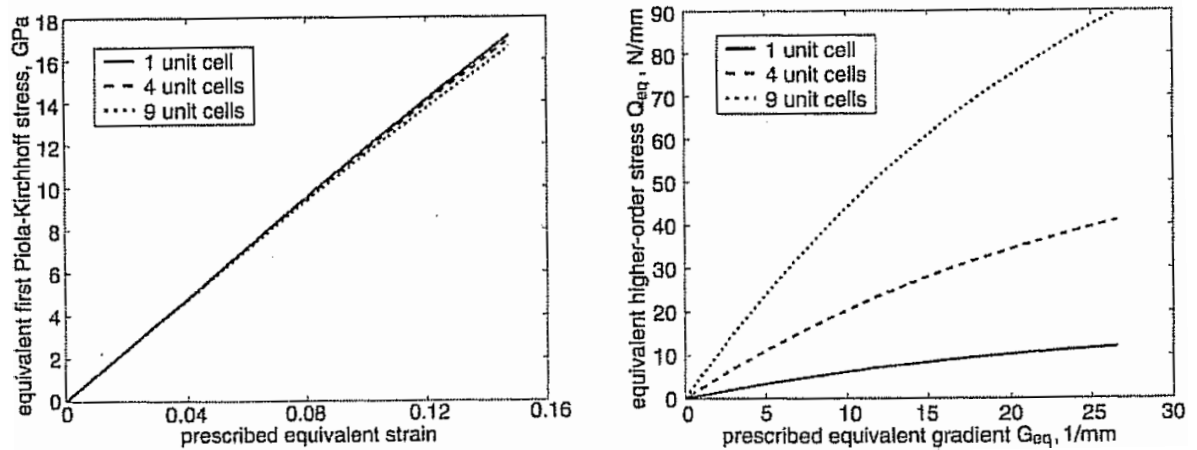 equivalent first Piola-Kirchhoff stress, GPa
18
16
14
12
10
8
6
4
2
0
1 unit cell
4 unit cells
9 unit cells
0 0.04 0.08 0.12 0.16
prescribed equivalent strain
equivalent higher-order stress Qeq, N/mm
90
80
70
60
50
40
30
20
10
0
1 unit cell
4 unit cells
9 unit cells
0 5 10 15 20 25 30
prescribed equivalent gradient Geq, 1/mm